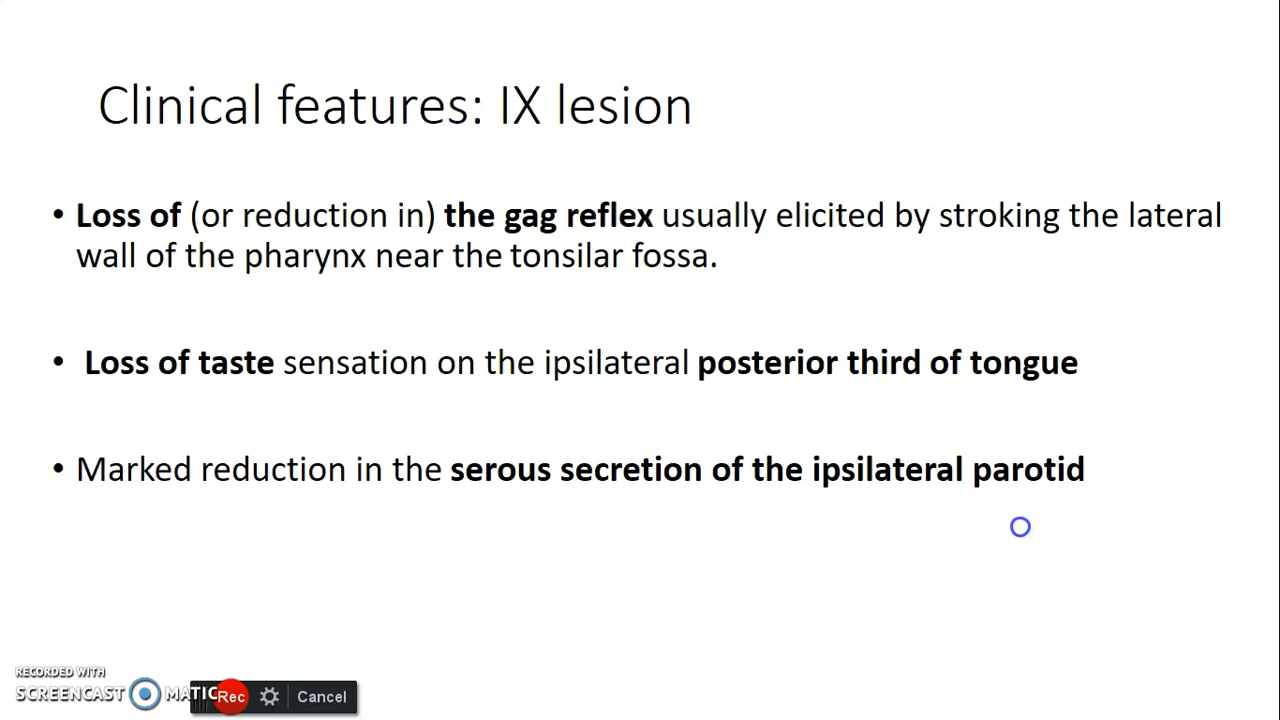 Clinical features: IX lesion
• Loss of (or reduction in) the gag reflex usually elicited by stroking the lateral
wall of the pharynx near the tonsilar fossa.
• Loss of taste sensation on the ipsilateral posterior third of tongue
• Marked reduction in the serous secretion of the ipsilateral parotid
RECORDED WITH
SCREENCAST MATIC
Rec Cancel